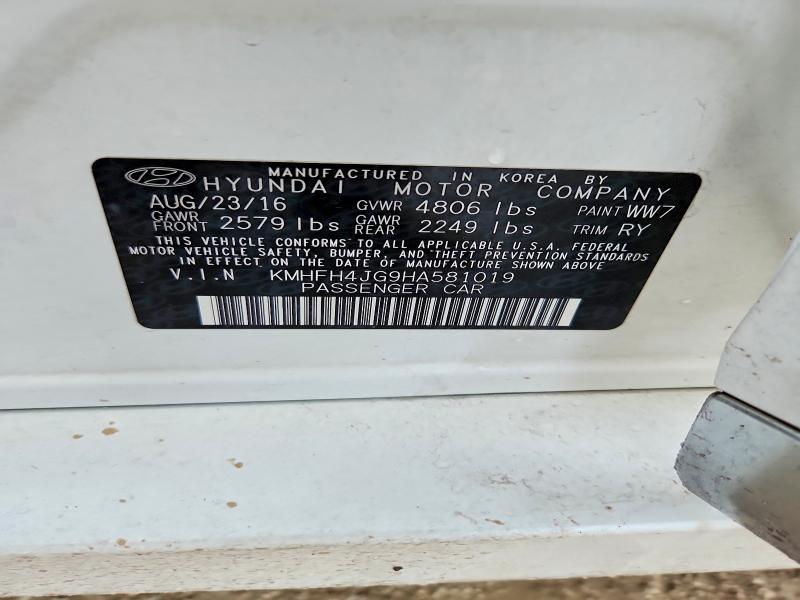 MANUFACTURED IN KOREA BY
HYUNDAI MOTOR COMPANY
AUG/23/16 GVWR 4806 lbs PAINT WW7
GAWR FRONT 2579 lbs GAWR REAR 2249 lbs TRIM RY
THIS VEHICLE CONFORMS TO ALL APPLICABLE U.S.A. FEDERAL
MOTOR VEHICLE SAFETY, BUMPER, AND THEFT PREVENTION STANDARDS
IN EFFECT ON THE DATE OF MANUFACTURE SHOWN ABOVE
V.I.N KMHFH4JG9HA581019
PASSENGER CAR